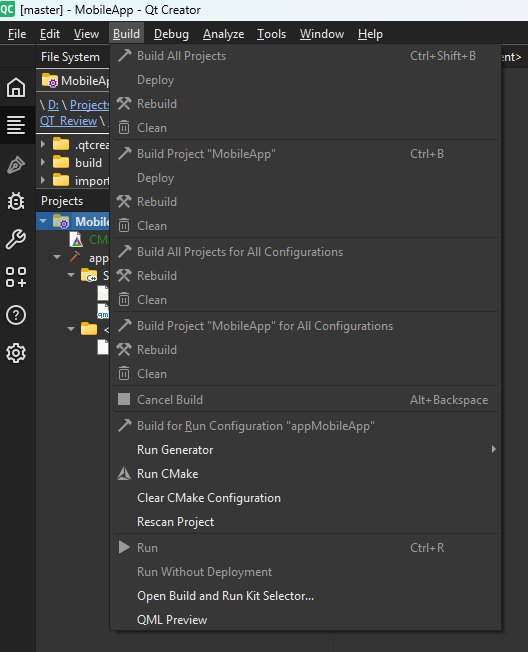 QC [master] - MobileApp - Qt Creator
File Edit View Build Debug Analyze Tools Window Help
File System
MobileAp
\ D: \ Projects
QT_Review \
.qtcrea
build
import
Projects
Mobile
CM
app
S
<
Build All Projects Ctrl+Shift+B
Deploy
Rebuild
Clean
Build Project "MobileApp" Ctrl+B
Deploy
Rebuild
Clean
Build All Projects for All Configurations
Rebuild
Clean
Build Project "MobileApp" for All Configurations
Rebuild
Clean
Cancel Build Alt+Backspace
Build for Run Configuration "appMobileApp"
Run Generator
Run CMake
Clear CMake Configuration
Rescan Project
Run Ctrl+R
Run Without Deployment
Open Build and Run Kit Selector...
QML Preview